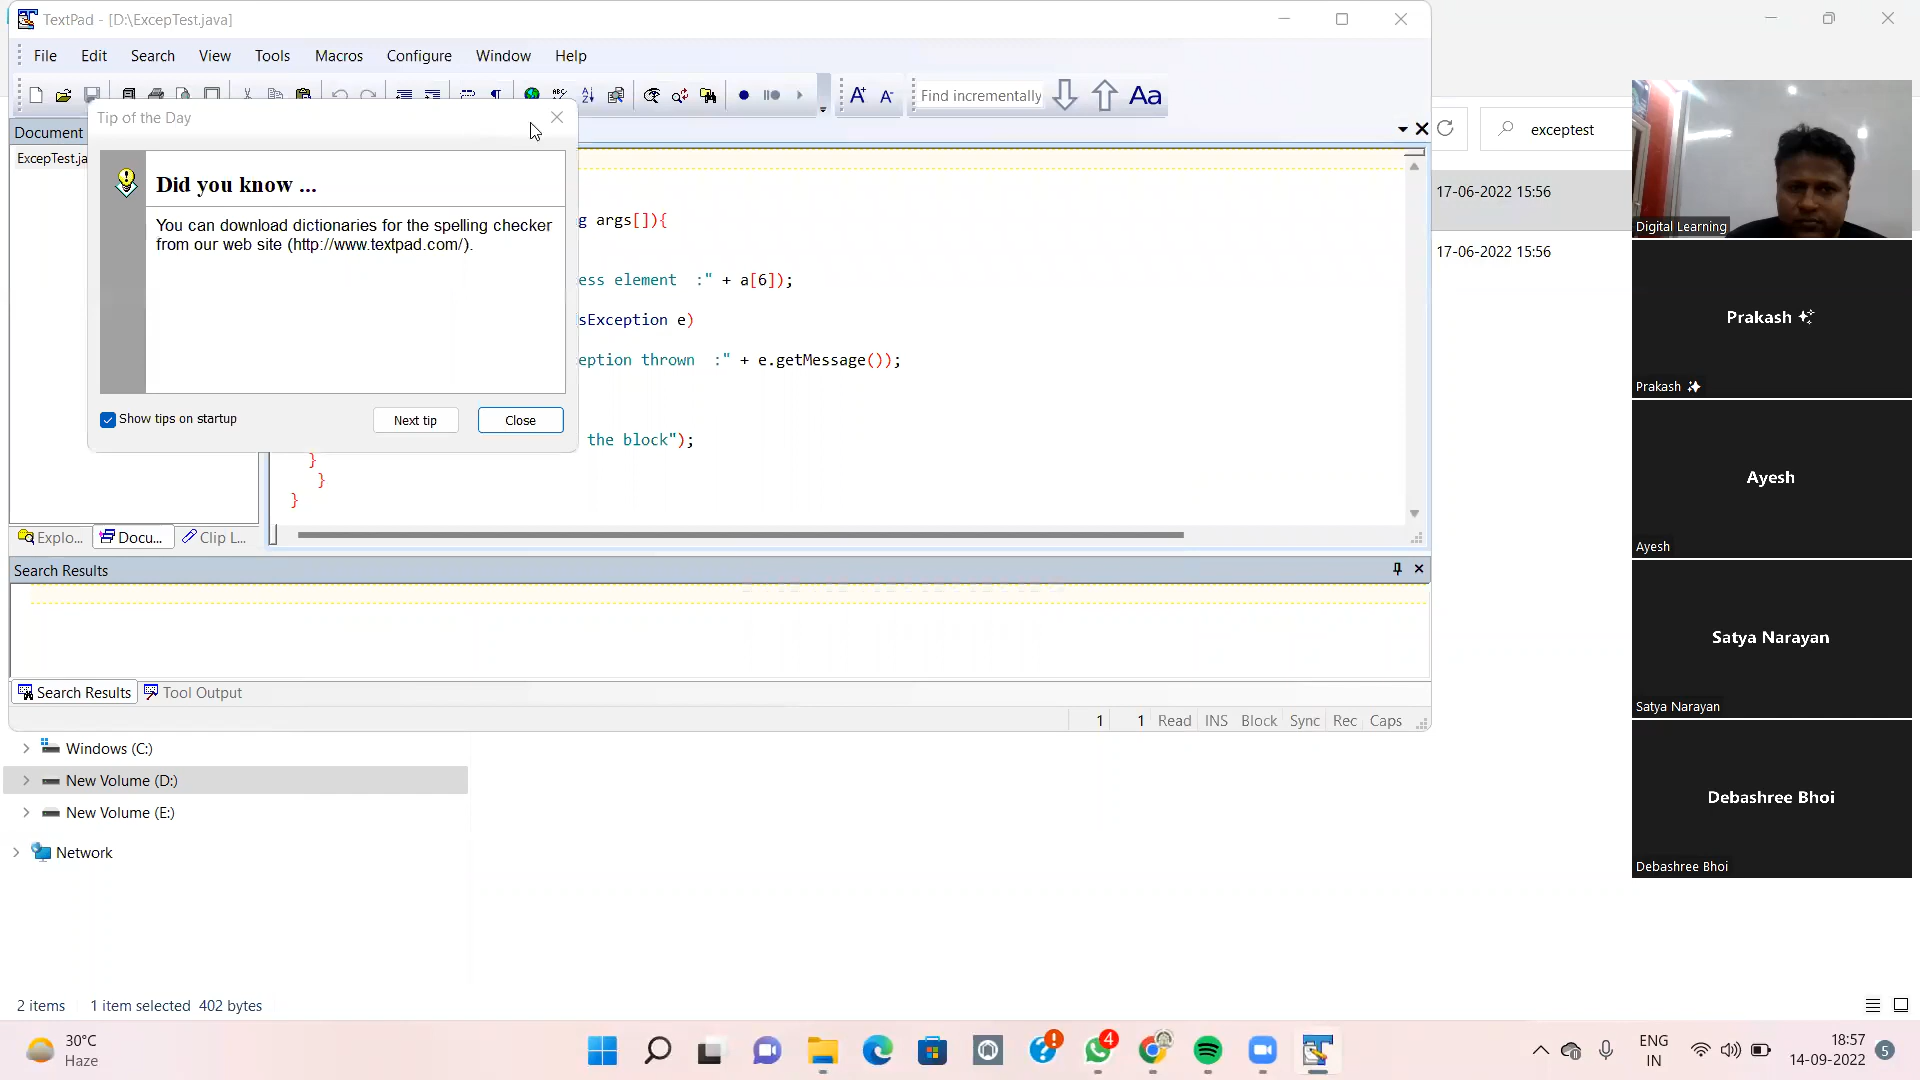 TextPad - [D:\ExcepTest.java]
File Edit Search View Tools Macros Configure Window Help
Find incrementally
Aa
Tip of the Day
Document
exceptest
ExcepTest.ja
Did you know ...
You can download dictionaries for the spelling checker
from our web site (http://www.textpad.com/).
Show tips on startup
Next tip
Close
g args[]){
ess element  :" + a[6]);
sException e)
eption thrown  :" + e.getMessage());
the block");
}
}
}
17-06-2022 15:56
17-06-2022 15:56
Digital Learning
Prakash
Prakash
Ayesh
Ayesh
Satya Narayan
Satya Narayan
Debashree Bhoi
Debashree Bhoi
Explo...
Docu...
Clip L...
Search Results
Search Results
Tool Output
1 1 Read INS Block Sync Rec Caps
Windows (C:)
New Volume (D:)
New Volume (E:)
Network
2 items 1 item selected 402 bytes
30°C
Haze
4
ENG
IN
18:57
14-09-2022
5